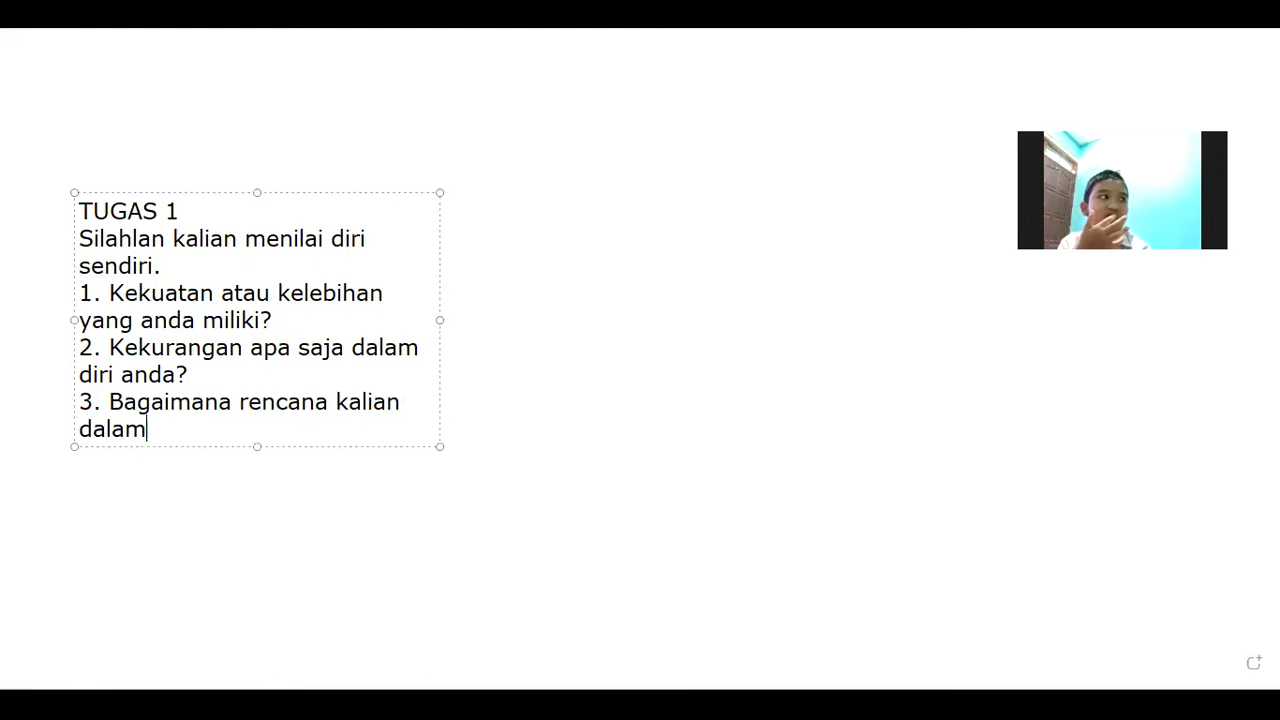 TUGAS 1
Silahlan kalian menilai diri
sendiri.
1. Kekuatan atau kelebihan
yang anda miliki?
2. Kekurangan apa saja dalam
diri anda?
3. Bagaimana rencana kalian
dalam